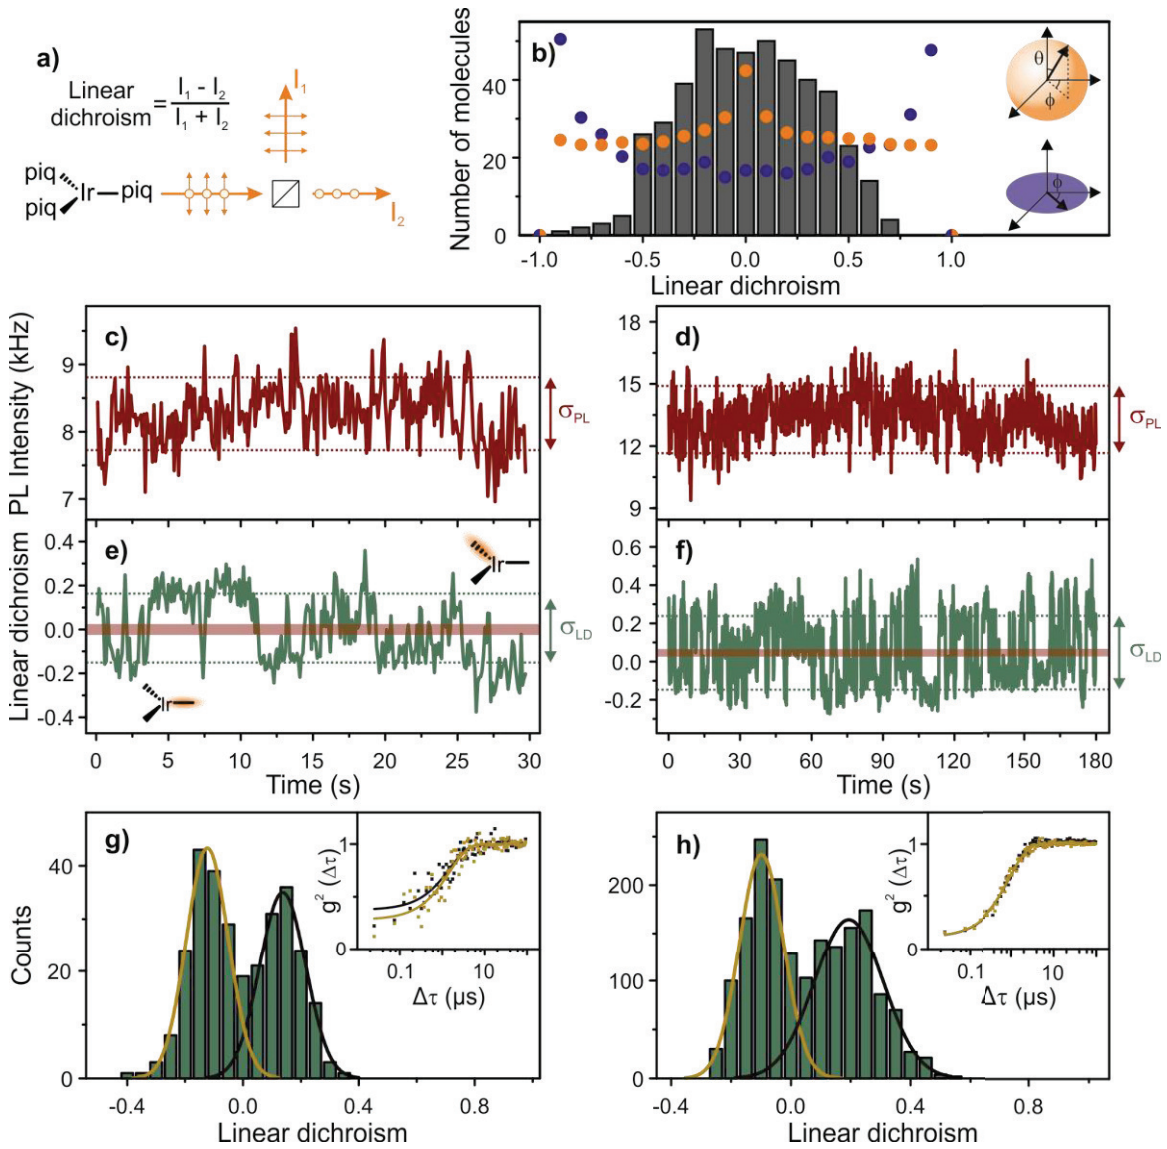 a)
Linear
dichroism
=
I₁ - I₂
I₁ + I₂
I₁
piq
piq
Ir
piq
I₂
b)
Number of molecules
40
20
0
-1.0
-0.5
0.0
0.5
1.0
Linear dichroism
θ
ϕ
ϕ
c)
PL Intensity (kHz)
9
8
7
σPL
d)
18
15
12
9
σPL
e)
Linear dichroism
0.4
0.2
0.0
-0.2
-0.4
Ir
Ir
σLD
0
5
10
15
20
25
30
Time (s)
f)
0.6
0.4
0.2
0.0
-0.2
σLD
0
30
60
90
120
150
180
Time (s)
g)
Counts
40
20
0
-0.4
0.0
0.4
0.8
Linear dichroism
g² (Δτ)
1
0
0.1
10
Δτ (µs)
h)
200
100
0
-0.4
0.0
0.4
0.8
Linear dichroism
g² (Δτ)
1
0
0.1
10
Δτ (µs)